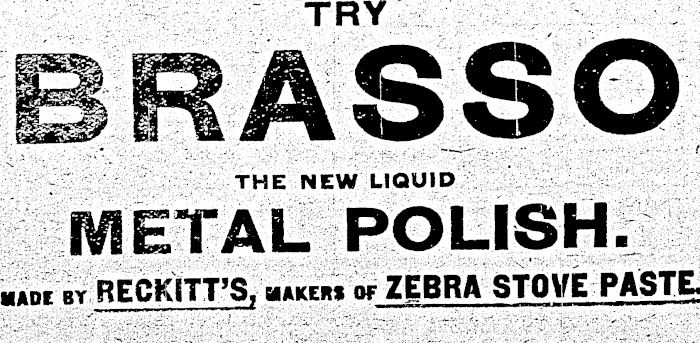 TRY
BRASSO
THE NEW LIQUID
METAL POLISH.
MADE BY RECKITT'S, MAKERS OF ZEBRA STOVE PASTE.